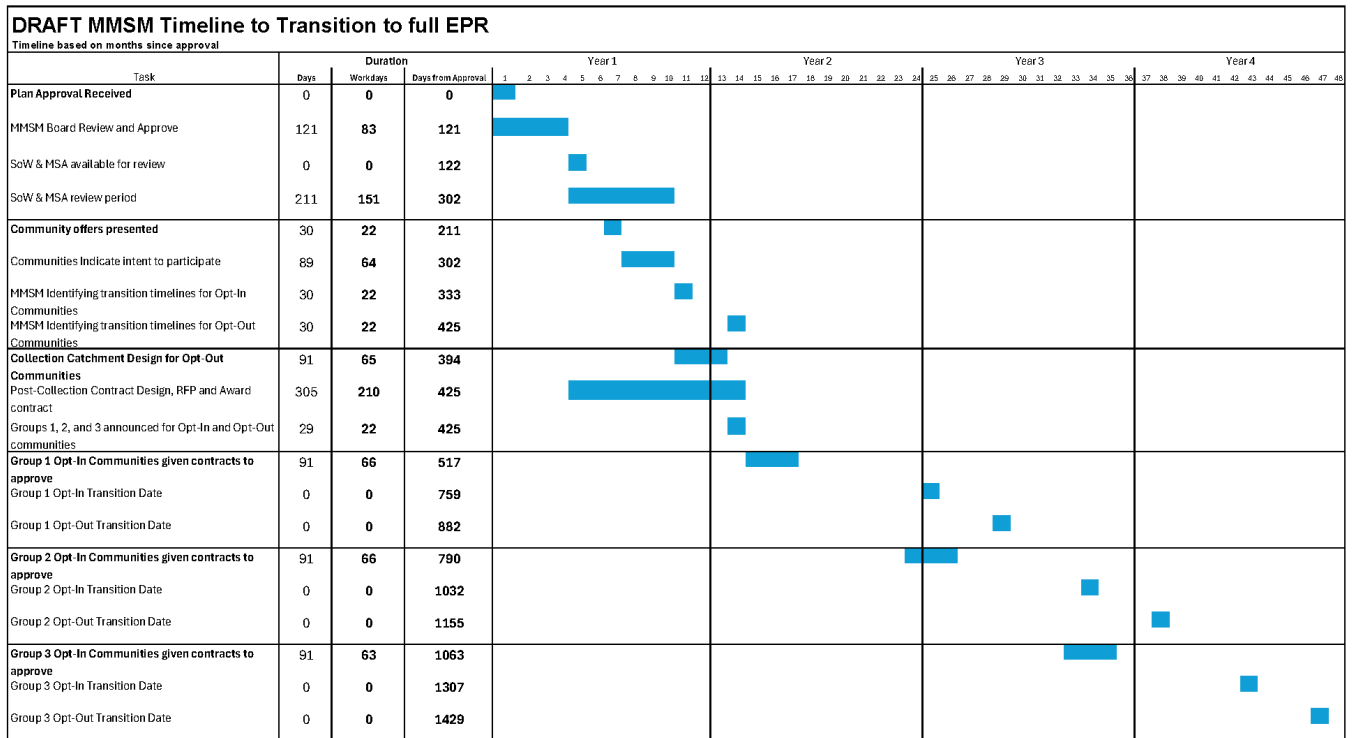 DRAFT MMSM Timeline to Transition to full EPR
Timeline based on months since approval
Duration Year 1 Year 2 Year 3 Year 4
Task Days Workdays Days from Approval 1 2 3 4 5 6 7 8 9 10 11 12 13 14 15 16 17 18 19 20 21 22 23 24 25 26 27 28 29 30 31 32 33 34 35 36 37 38 39 40 41 42 43 44 45 46 47 48
Plan Approval Received 0 0 0
MMSM Board Review and Approve 121 83 121
SoW & MSA available for review 0 0 122
SoW & MSA review period 211 151 302
Community offers presented 30 22 211
Communities Indicate intent to participate 89 64 302
MMSM Identifying transition timelines for Opt-In
Communities 30 22 333
MMSM Identifying transition timelines for Opt-Out
Communities 30 22 425
Collection Catchment Design for Opt-Out
Communities 91 65 394
Post-Collection Contract Design, RFP and Award
contract 305 210 425
Groups 1, 2, and 3 announced for Opt-In and Opt-Out
communities 29 22 425
Group 1 Opt-In Communities given contracts to
approve 91 66 517
Group 1 Opt-In Transition Date 0 0 759
Group 1 Opt-Out Transition Date 0 0 882
Group 2 Opt-In Communities given contracts to
approve 91 66 790
Group 2 Opt-In Transition Date 0 0 1032
Group 2 Opt-Out Transition Date 0 0 1155
Group 3 Opt-In Communities given contracts to
approve 91 63 1063
Group 3 Opt-In Transition Date 0 0 1307
Group 3 Opt-Out Transition Date 0 0 1429